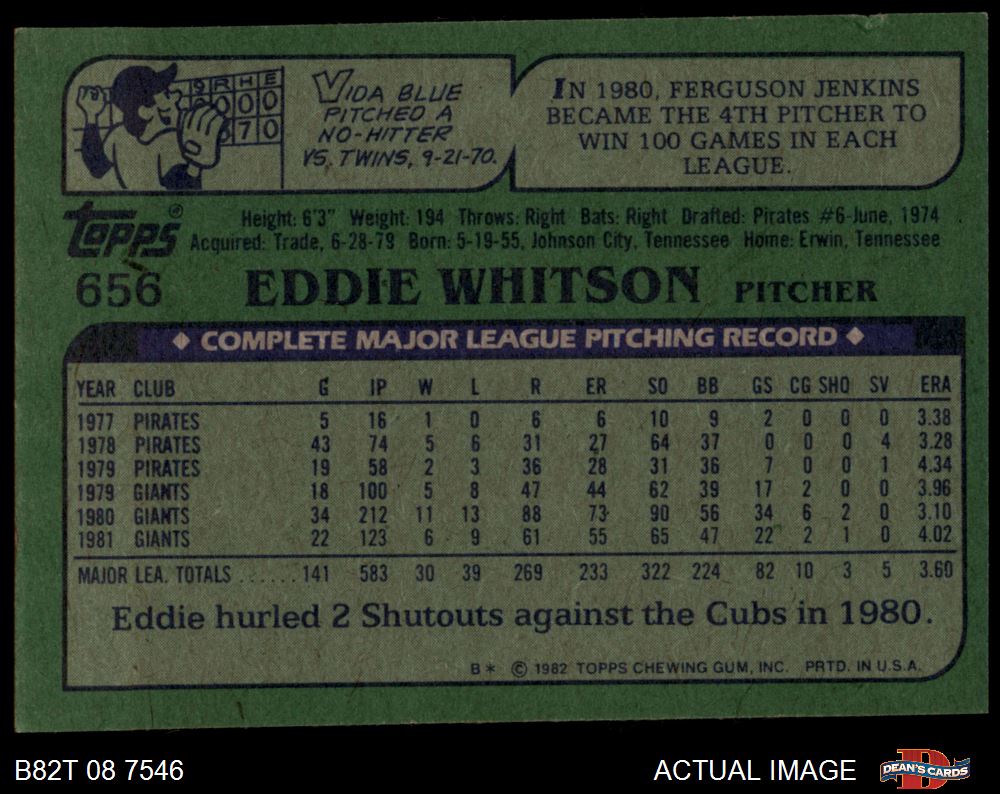 O R H E
0 0 0
6 7 0
VIDA BLUE
PITCHED A
NO-HITTER
VS. TWINS, 9-21-70.
IN 1980, FERGUSON JENKINS
BECAME THE 4TH PITCHER TO
WIN 100 GAMES IN EACH
LEAGUE.
Topps®
Height: 6'3" Weight: 194 Throws: Right Bats: Right Drafted: Pirates #6-June, 1974
Acquired: Trade, 6-28-79 Born: 5-19-55, Johnson City, Tennessee Home: Erwin, Tennessee
656 EDDIE WHITSON PITCHER
◆ COMPLETE MAJOR LEAGUE PITCHING RECORD ◆
YEAR CLUB G IP W L R ER SO BB GS CG SHO SV ERA
1977 PIRATES 5 16 1 0 6 6 10 9 2 0 0 0 3.38
1978 PIRATES 43 74 5 6 31 27 64 37 0 0 0 4 3.28
1979 PIRATES 19 58 2 3 36 28 31 36 7 0 0 1 4.34
1979 GIANTS 18 100 5 8 47 44 62 39 17 2 0 0 3.96
1980 GIANTS 34 212 11 13 88 73 90 56 34 6 2 0 3.10
1981 GIANTS 22 123 6 9 61 55 65 47 22 2 1 0 4.02
MAJOR LEA. TOTALS ...... 141 583 30 39 269 233 322 224 82 10 3 5 3.60
Eddie hurled 2 Shutouts against the Cubs in 1980.
B* © 1982 TOPPS CHEWING GUM, INC. PRTD. IN U.S.A.
B82T 08 7546
ACTUAL IMAGE
D
DEAN'S CARDS